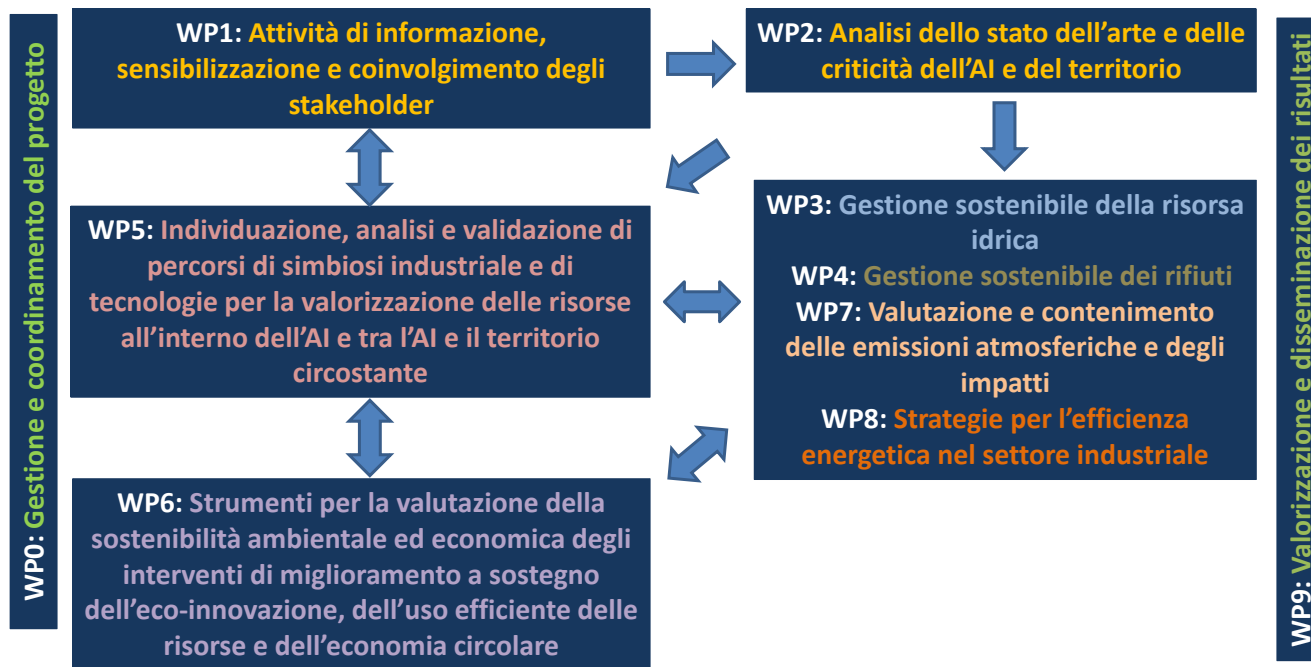 WP0: Gestione e coordinamento del progetto
WP1: Attività di informazione,
sensibilizzazione e coinvolgimento degli
stakeholder
WP2: Analisi dello stato dell’arte e delle
criticità dell’AI e del territorio
WP5: Individuazione, analisi e validazione di
percorsi di simbiosi industriale e di
tecnologie per la valorizzazione delle risorse
all’interno dell’AI e tra l’AI e il territorio
circostante
WP3: Gestione sostenibile della risorsa
idrica
WP4: Gestione sostenibile dei rifiuti
WP7: Valutazione e contenimento
delle emissioni atmosferiche e degli
impatti
WP8: Strategie per l’efficienza
energetica nel settore industriale
WP6: Strumenti per la valutazione della
sostenibilità ambientale ed economica degli
interventi di miglioramento a sostegno
dell’eco-innovazione, dell’uso efficiente delle
risorse e dell’economia circolare
WP9: Valorizzazione e disseminazione dei risultati